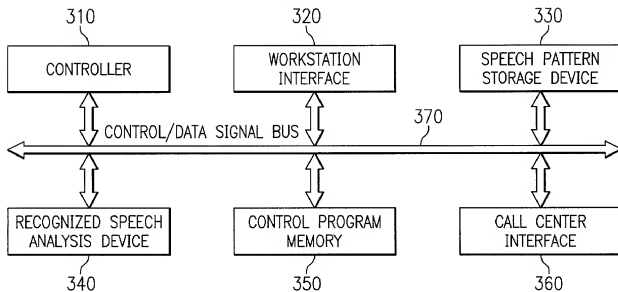 310
320
330
CONTROLLER
WORKSTATION
INTERFACE
SPEECH PATTERN
STORAGE DEVICE
370
CONTROL/DATA SIGNAL BUS
RECOGNIZED SPEECH
ANALYSIS DEVICE
CONTROL PROGRAM
MEMORY
CALL CENTER
INTERFACE
340
350
360